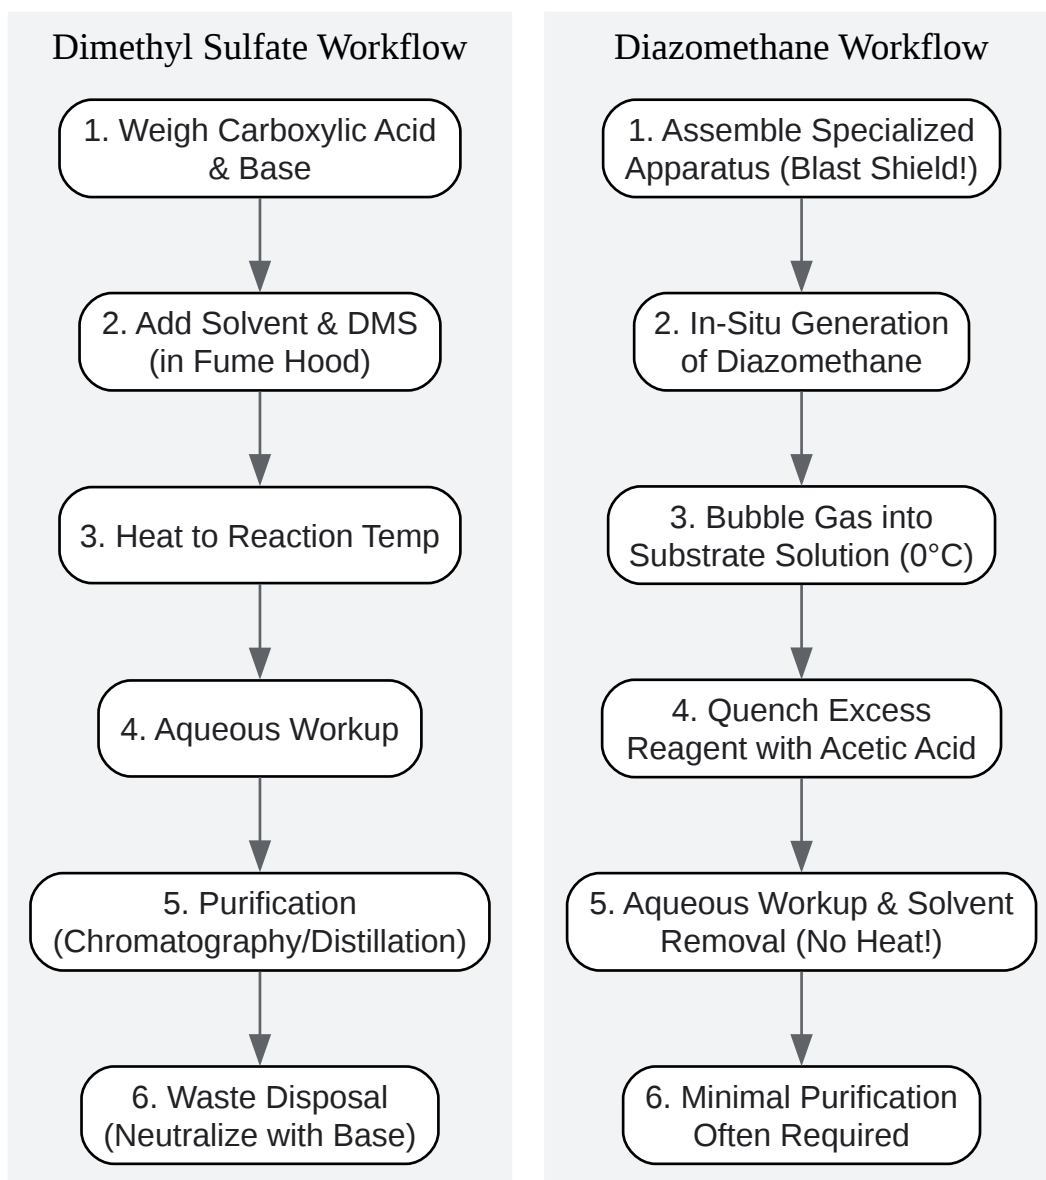 Dimethyl Sulfate Workflow
1. Weigh Carboxylic Acid
& Base
2. Add Solvent & DMS
(in Fume Hood)
3. Heat to Reaction Temp
4. Aqueous Workup
5. Purification
(Chromatography/Distillation)
6. Waste Disposal
(Neutralize with Base)
Diazomethane Workflow
1. Assemble Specialized
Apparatus (Blast Shield!)
2. In-Situ Generation
of Diazomethane
3. Bubble Gas into
Substrate Solution (0°C)
4. Quench Excess
Reagent with Acetic Acid
5. Aqueous Workup & Solvent
Removal (No Heat!)
6. Minimal Purification
Often Required